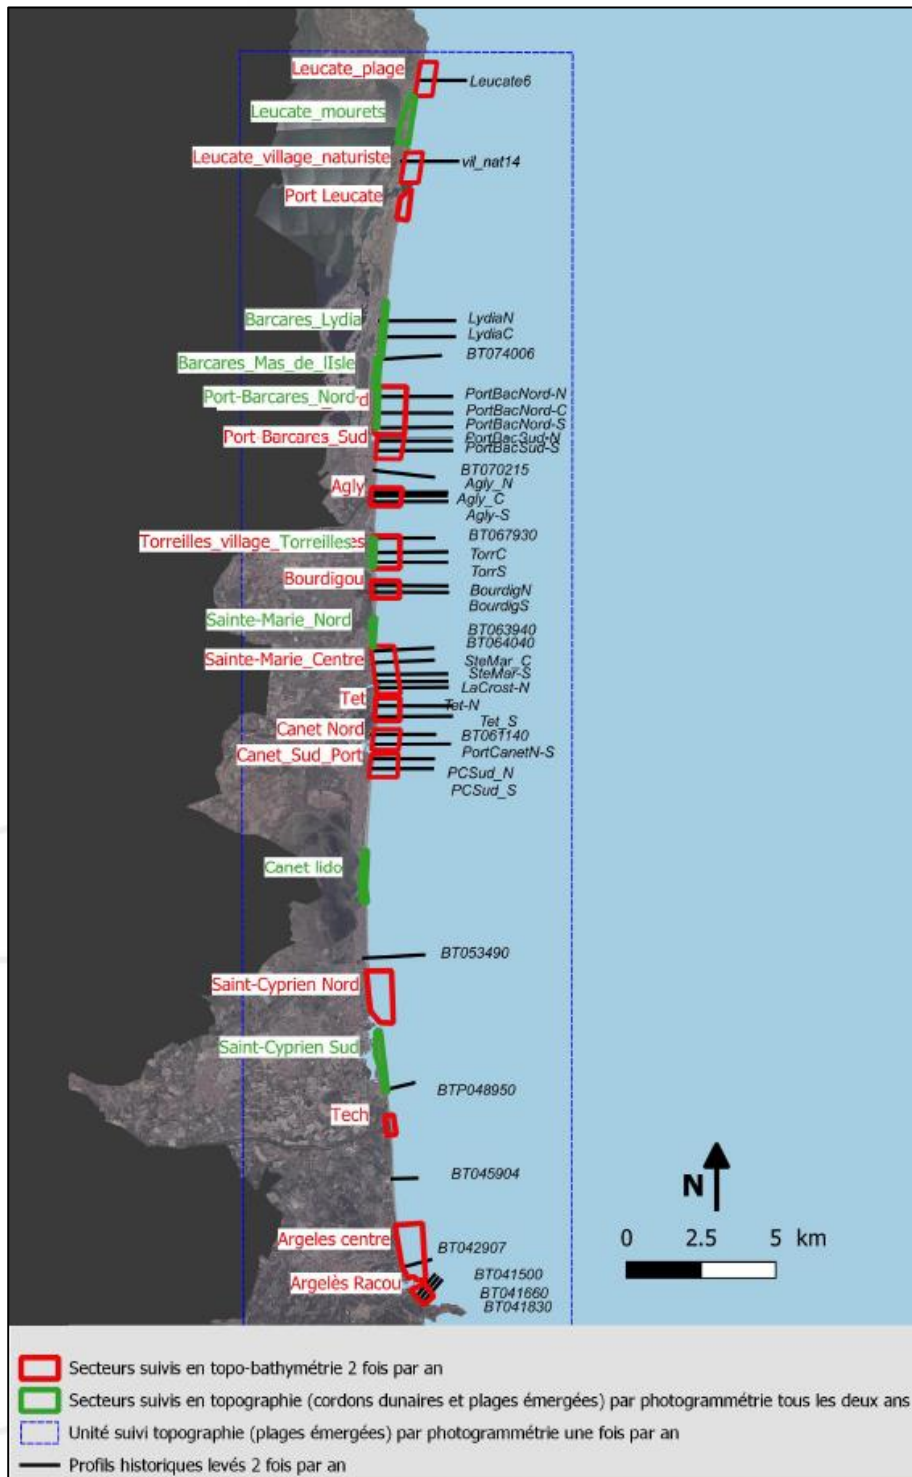 Leucate_plage
Leucate6
Leucate_mourets
Leucate_village_naturiste
vil_nat14
Port Leucate
Barcares_Lydia
LydiaN
LydiaC
BT074006
Barcares_Mas_de_lIsle
Port-Barcares_Nord
d
PortBacNord-N
PortBacNord-C
PortBacNord-S
Port-Barcares_Sud
PortBacSud-N
PortBacSud-S
BT070215
Agly
Agly_N
Agly_C
Agly-S
BT067930
Torreilles_village_
Torreilles
es
TorrC
TorrS
Bourdigou
BourdigN
BourdigS
Sainte-Marie_Nord
BT063940
BT064040
Sainte-Marie_Centre
SteMar_C
SteMar-S
LaCrost-N
Tet
Tet-N
Tet_S
Canet Nord
BT061140
PortCanetN-S
Canet_Sud_Port
PCSud_N
PCSud_S
Canet lido
BT053490
Saint-Cyprien Nord
Saint-Cyprien Sud
BTP048950
Tech
BT045904
Argeles centre
BT042907
Argelès Racou
BT041500
BT041660
BT041830
N
0 2.5 5 km
Secteurs suivis en topo-bathymétrie 2 fois par an
Secteurs suivis en topographie (cordons dunaires et plages émergées) par photogrammétrie tous les deux ans
Unité suivi topographie (plages émergées) par photogrammétrie une fois par an
Profils historiques levés 2 fois par an